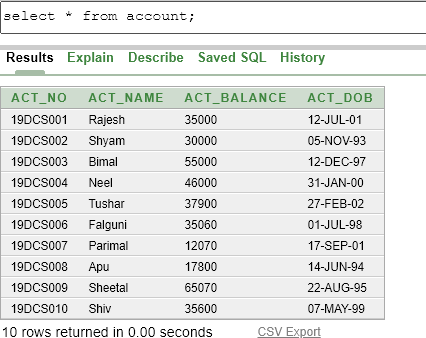 select * from account;
Results Explain Describe Saved SQL History
ACT_NO ACT_NAME ACT_BALANCE ACT_DOB
19DCS001 Rajesh 35000 12-JUL-01
19DCS002 Shyam 30000 05-NOV-93
19DCS003 Bimal 55000 12-DEC-97
19DCS004 Neel 46000 31-JAN-00
19DCS005 Tushar 37900 27-FEB-02
19DCS006 Falguni 35060 01-JUL-98
19DCS007 Parimal 12070 17-SEP-01
19DCS008 Apu 17800 14-JUN-94
19DCS009 Sheetal 65070 22-AUG-95
19DCS010 Shiv 35600 07-MAY-99
10 rows returned in 0.00 seconds CSV Export